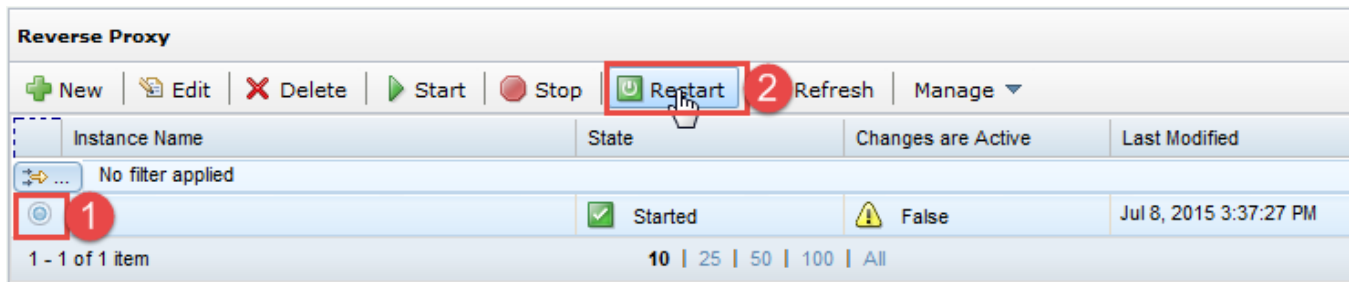 Reverse Proxy
New Edit Delete Start Stop Restart 2 Refresh Manage
Instance Name State Changes are Active Last Modified
... No filter applied
1 Started False Jul 8, 2015 3:37:27 PM
1 - 1 of 1 item 10 | 25 | 50 | 100 | All